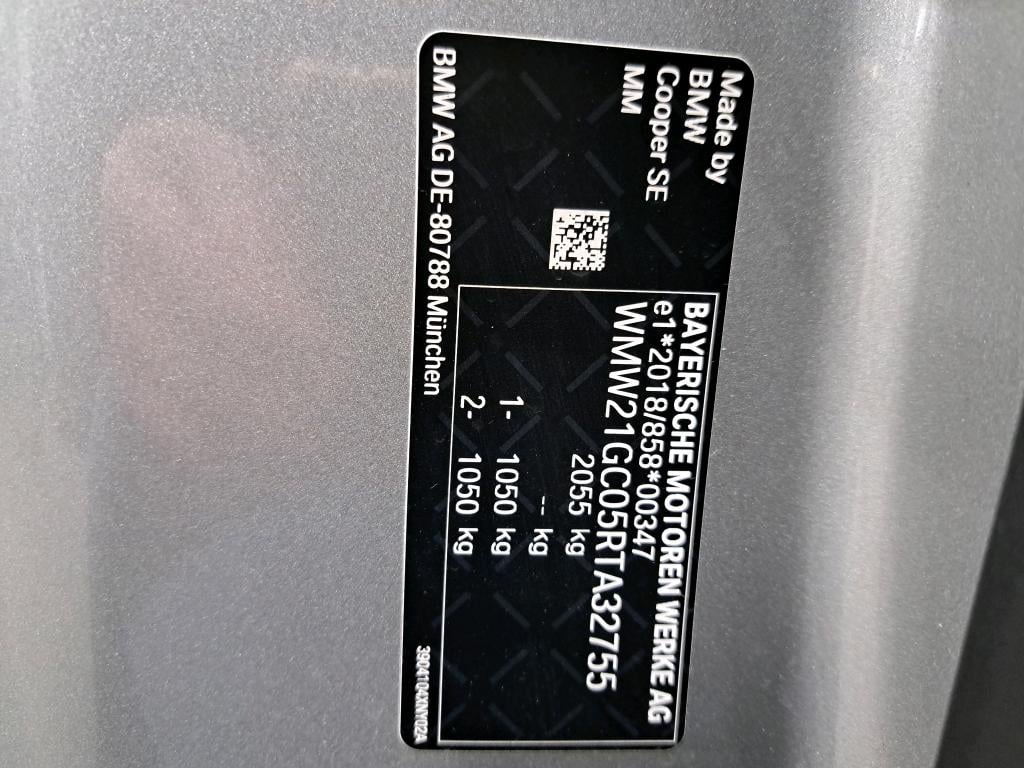 Made by
BMW
Cooper SE
MM
BAYERISCHE MOTOREN WERKE AG
e1*2018/858*00347
WMW21GC05RTA32755
2055 kg
-- kg
1- 1050 kg
2- 1050 kg
BMW AG DE-80788 München